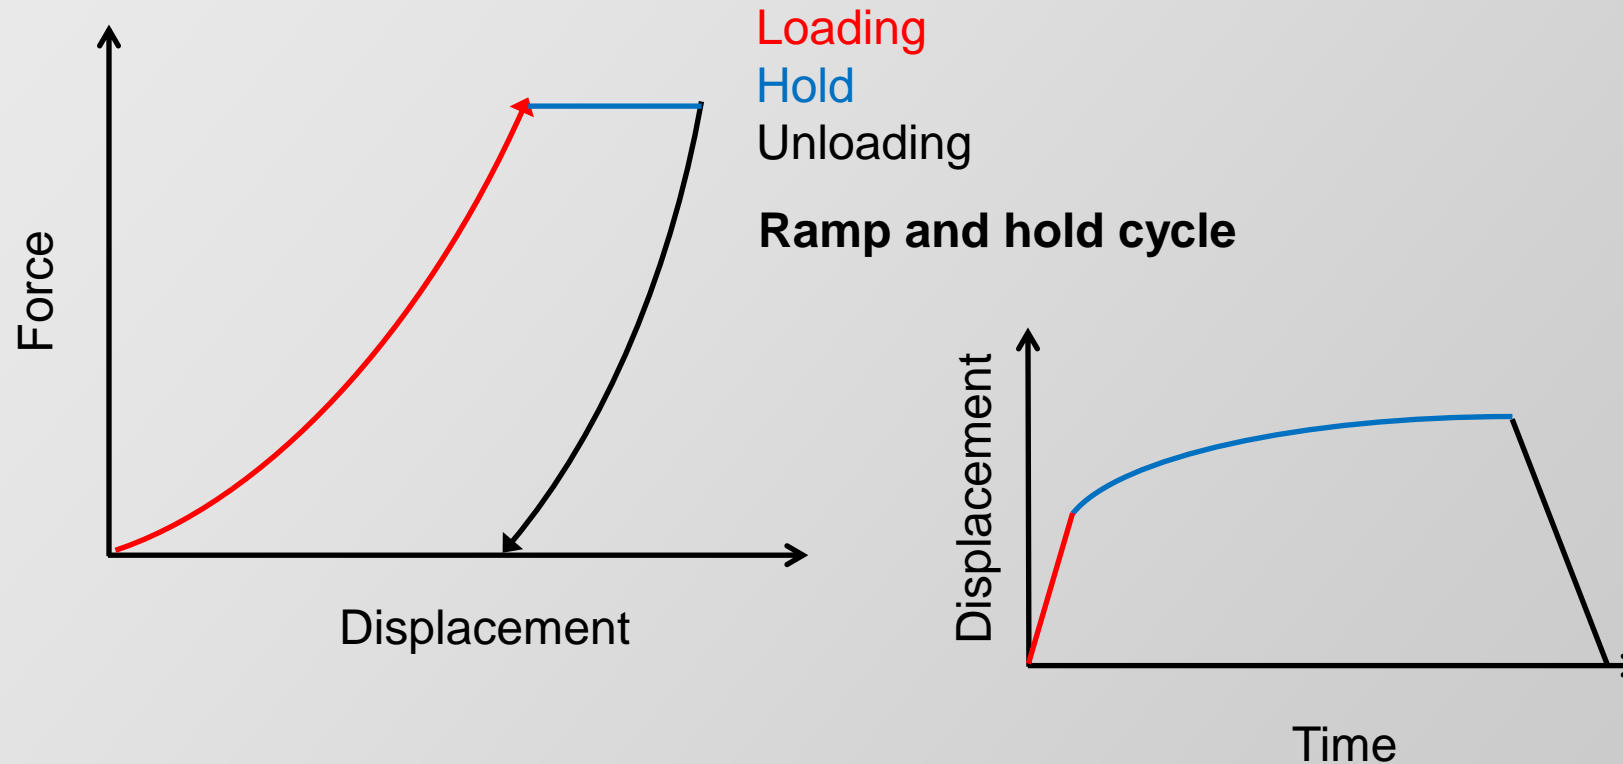 Loading
Hold
Unloading
Ramp and hold cycle
Force
Displacement
Displacement
Time